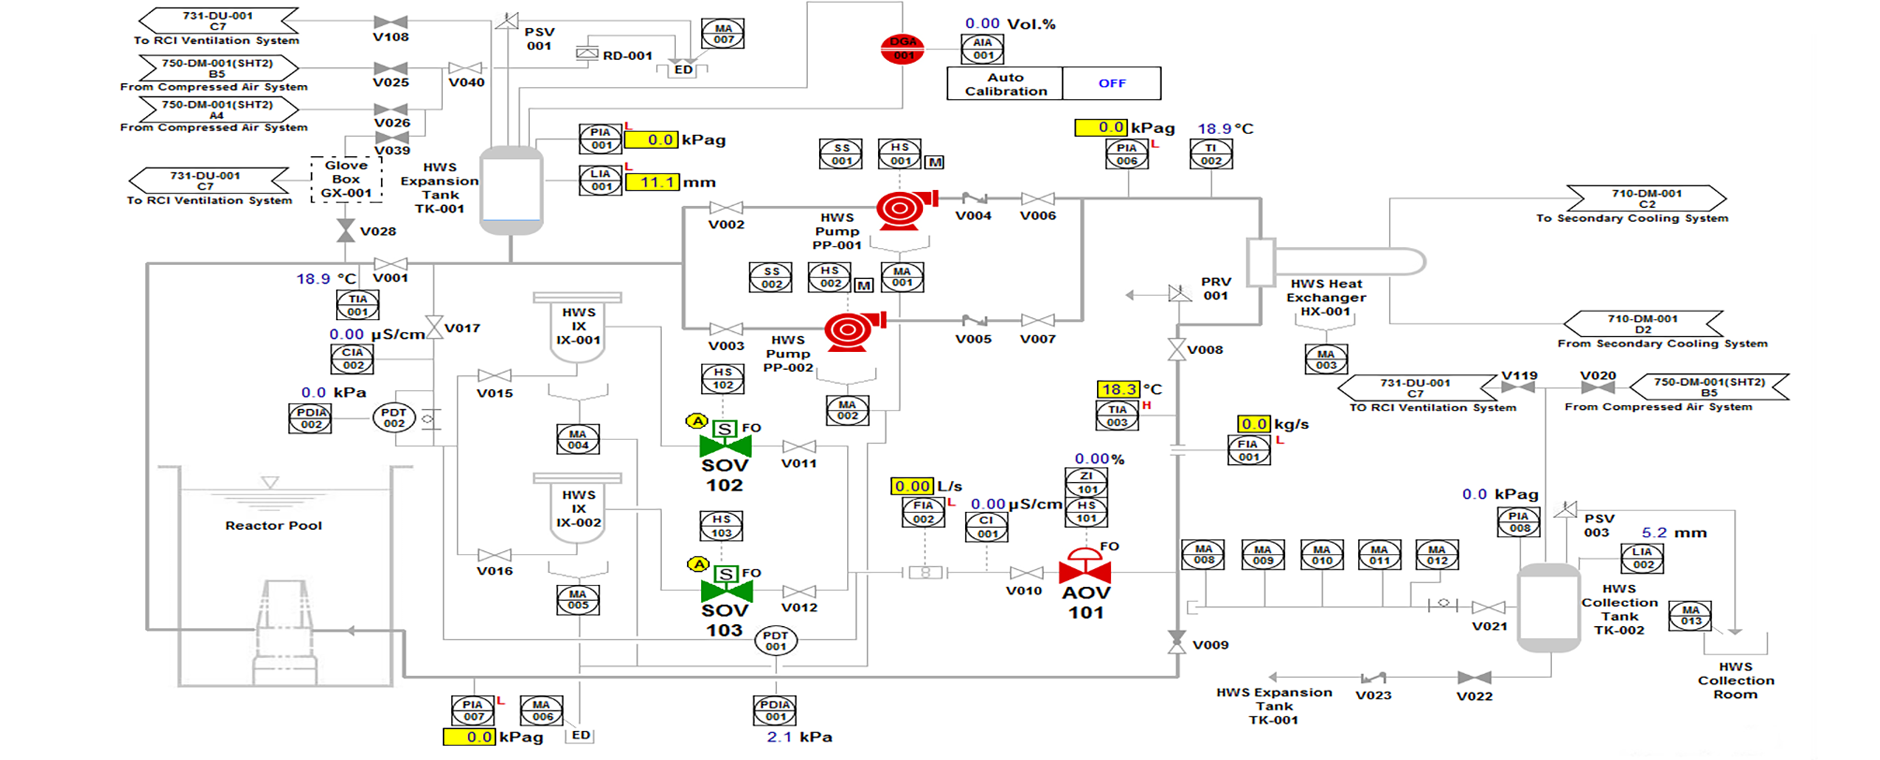 731-DU-001
C7
To RCI Ventilation System
V108
PSV
001
MA
007
RD-001
ED
750-DM-001(SHT2)
B5
From Compressed Air System
V025
V040
750-DM-001(SHT2)
A4
From Compressed Air System
V026
V039
DGA
001
0.00 Vol.%
AIA
001
Auto
Calibration
OFF
731-DU-001
C7
To RCI Ventilation System
Glove
Box
GX-001
V028
HWS
Expansion
Tank
TK-001
PIA
001
L
0.0 kPag
LIA
001
L
11.1 mm
SS
001
HS
001
M
0.0 kPag
PIA
006
L
18.9 °C
TI
002
710-DM-001
C2
To Secondary Cooling System
V002
HWS
Pump
PP-001
V004
V006
MA
001
SS
002
HS
002
M
18.9 °C
V001
TIA
001
0.00 µS/cm
CIA
002
V017
HWS
IX
IX-001
V003
HWS
Pump
PP-002
V005
V007
MA
002
PRV
001
HWS Heat
Exchanger
HX-001
MA
003
710-DM-001
D2
From Secondary Cooling System
V008
0.0 kPa
PDIA
002
PDT
002
V015
MA
004
HS
102
A
S
FO
SOV
102
V011
18.3 °C
TIA
003
H
0.0 kg/s
FIA
001
L
731-DU-001
C7
TO RCI Ventilation System
V119
V020
750-DM-001(SHT2)
B5
From Compressed Air System
Reactor Pool
HWS
IX
IX-002
V016
MA
005
HS
103
A
S
FO
SOV
103
V012
0.00 L/s
FIA
002
L
0.00 µS/cm
CI
001
0.00%
ZI
101
HS
101
FO
V010
AOV
101
MA
008
MA
009
MA
010
MA
011
MA
012
0.0 kPag
PIA
008
PSV
003
5.2 mm
LIA
002
HWS
Collection
Tank
TK-002
MA
013
V021
HWS
Collection
Room
V009
PDT
001
PDIA
001
2.1 kPa
PIA
007
L
0.0 kPag
MA
006
ED
HWS Expansion
Tank
TK-001
V023
V022